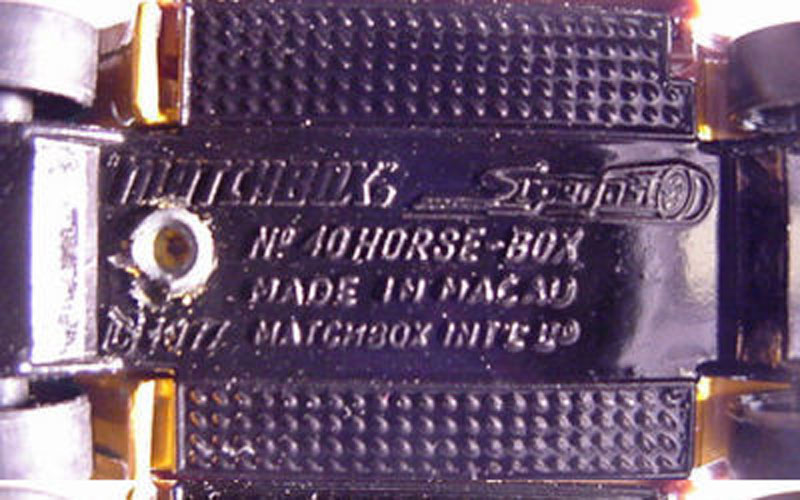 "MATCHBOX" Superfast
Nº 40 HORSE-BOX
MADE IN MACAU
© 1977 MATCHBOX INT'L LTD